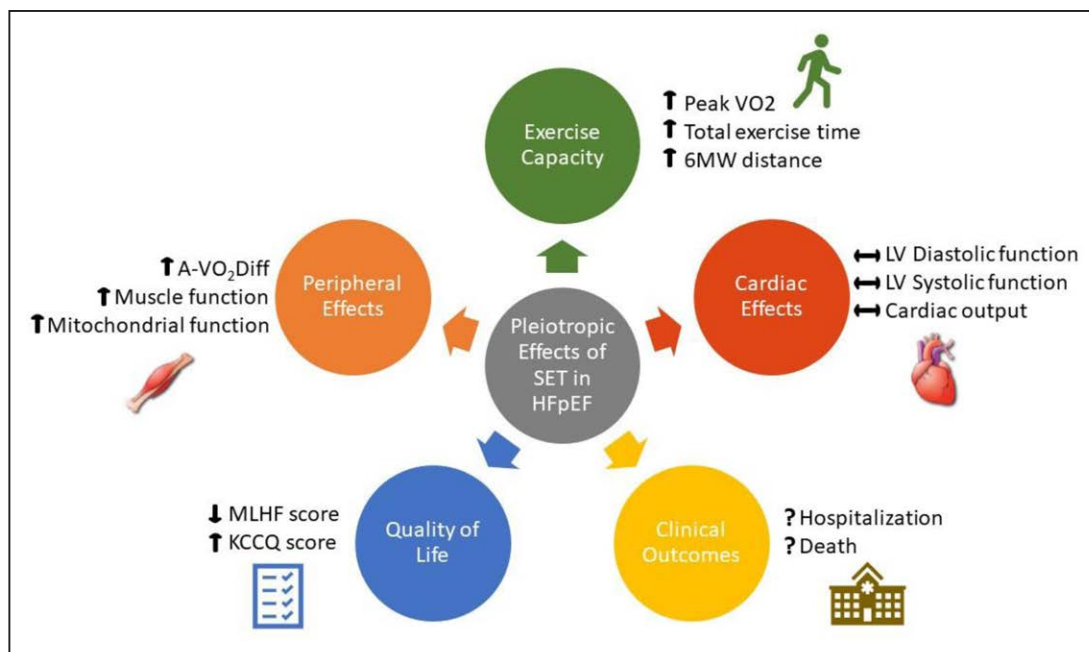 Exercise
Capacity
↑ Peak VO2
↑ Total exercise time
↑ 6MW distance
↑ A-VO₂Diff
↑ Muscle function
↑ Mitochondrial function
Peripheral
Effects
Cardiac
Effects
↔ LV Diastolic function
↔ LV Systolic function
↔ Cardiac output
Pleiotropic
Effects of
SET in
HFpEF
↓ MLHF score
↑ KCCQ score
Quality of
Life
Clinical
Outcomes
? Hospitalization
? Death